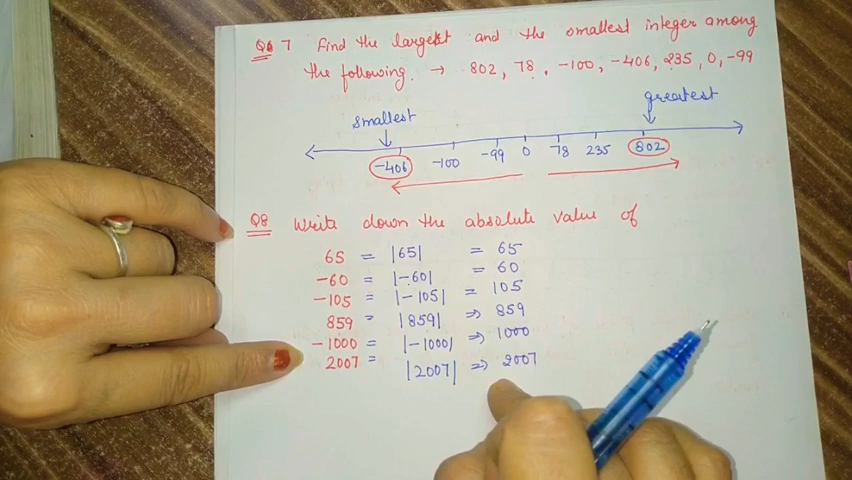 Q6 7 Find the largest and the smallest integer among
the following. → 802, 78, -100, -406, 235, 0, -99
smallest greatest
-406 -100 -99 0 78 235 802
Q8 Write down the absolute value of
65 = |65| = 65
-60 = |-60| = 60
-105 = |-105| = 105
859 = |859| ⇒ 859
-1000 = |-1000| ⇒ 1000
2007 = |2007| ⇒ 2007